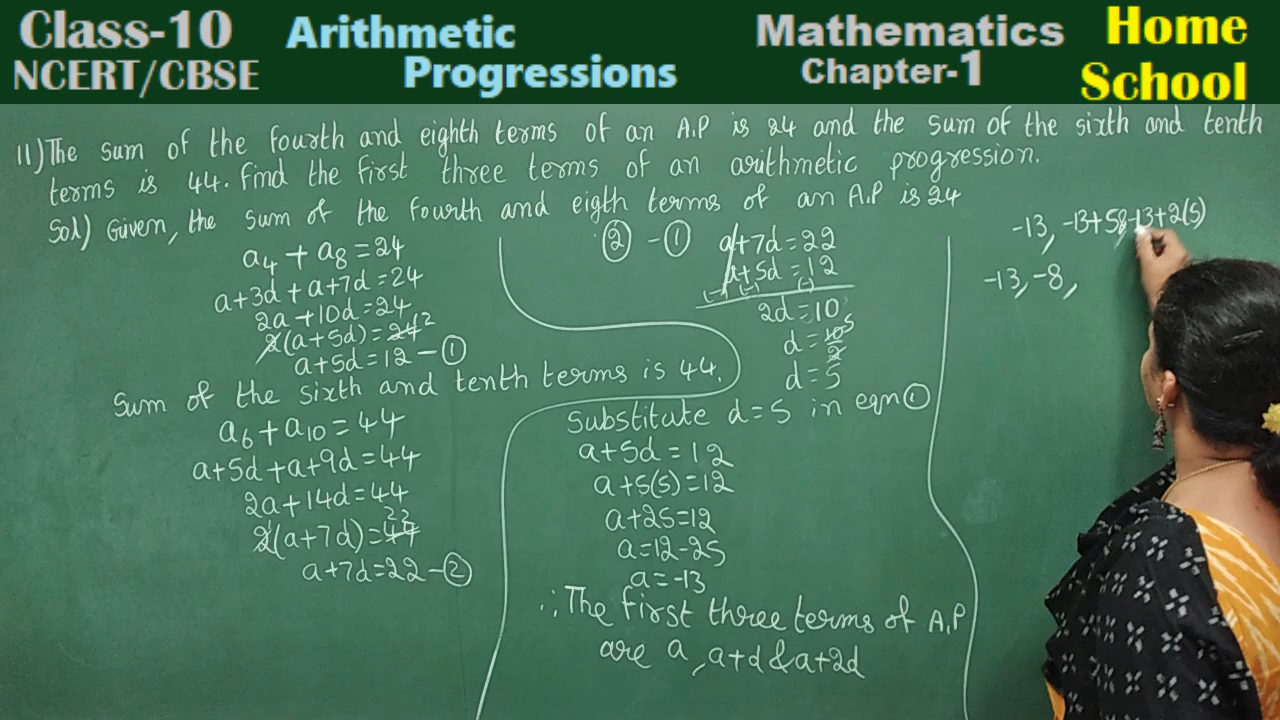 Class-10
NCERT/CBSE
Arithmetic
Progressions
Mathematics
Chapter-1
Home
School
11) The sum of the fourth and eighth terms of an A.P is 24 and the sum of the sixth and tenth
terms is 44. Find the first three terms of an arithmetic progression.
Sol) Given, the sum of the fourth and eigth terms of an A.P is 24
a4 + a8 = 24
a+3d + a+7d = 24
2a + 10d = 24
2(a+5d) = 24 12
a+5d = 12 — ①
Sum of the sixth and tenth terms is 44.
a6 + a10 = 44
a+5d+a+9d = 44
2a+14d = 44
2(a+7d) = 44 22
a+7d = 22 — ②
② - ①
a+7d = 22
a+5d = 12
(-) (-) (-)
2d = 10
d = 10/2 5
d = 5
Substitute d=5 in eqn ①
a+5d = 12
a+5(5) = 12
a+25 = 12
a = 12-25
a = -13
∴ The first three terms of A.P
are a, a+d & a+2d
-13, -13+5& -13+2(5)
-13, -8,